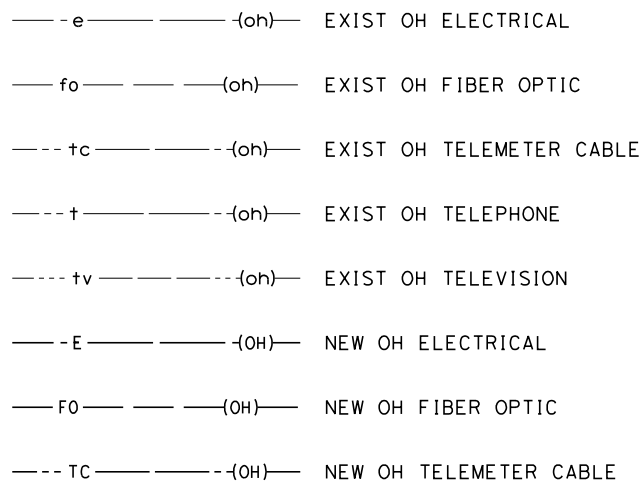 e (oh) EXIST OH ELECTRICAL
fo (oh) EXIST OH FIBER OPTIC
tc (oh) EXIST OH TELEMETER CABLE
t (oh) EXIST OH TELEPHONE
tv (oh) EXIST OH TELEVISION
E (OH) NEW OH ELECTRICAL
FO (OH) NEW OH FIBER OPTIC
TC (OH) NEW OH TELEMETER CABLE